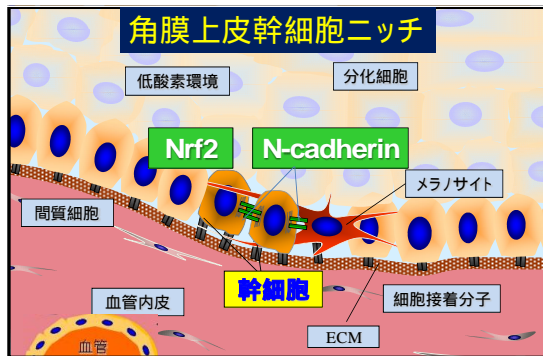 角膜上皮幹細胞ニッチ
低酸素環境
分化細胞
Nrf2
N-cadherin
メラノサイト
間質細胞
幹細胞
血管内皮
細胞接着分子
ECM
血管